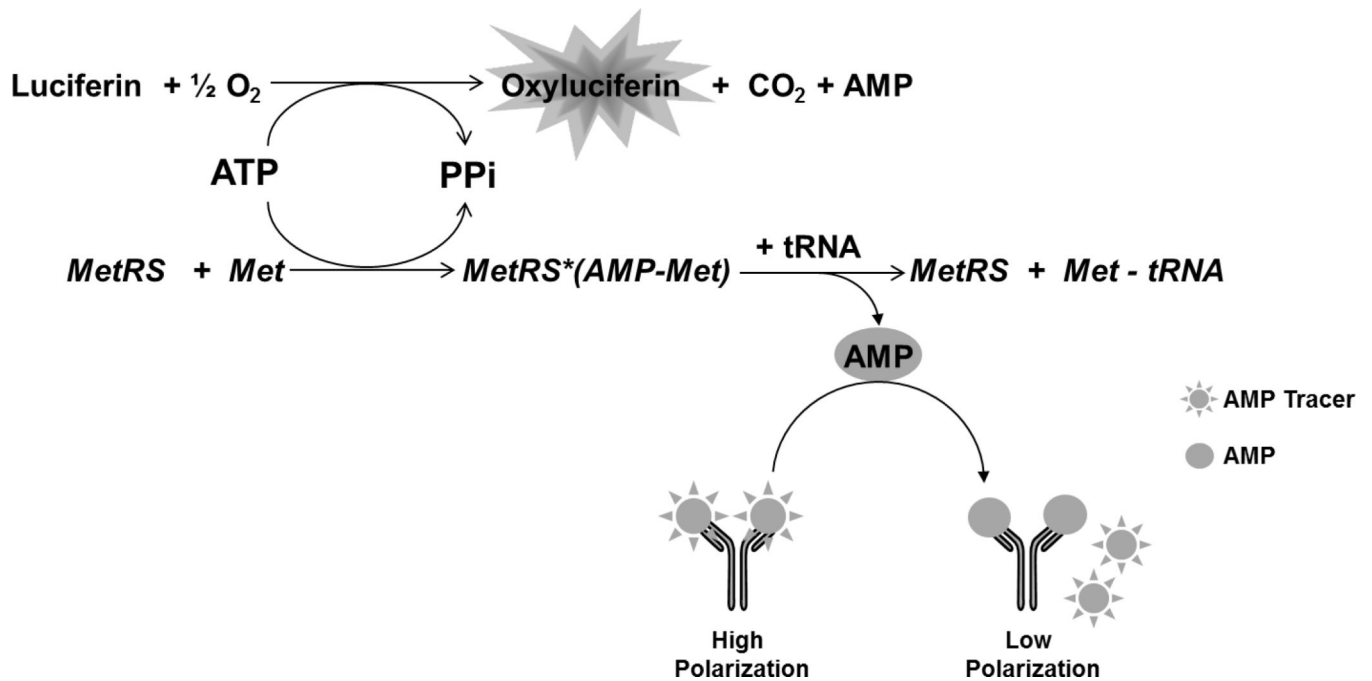 Luciferin + ½ O₂ Oxyluciferin + CO₂ + AMP
ATP PPi
MetRS + Met MetRS*(AMP-Met) + tRNA MetRS + Met - tRNA
AMP
AMP Tracer
AMP
High
Polarization
Low
Polarization